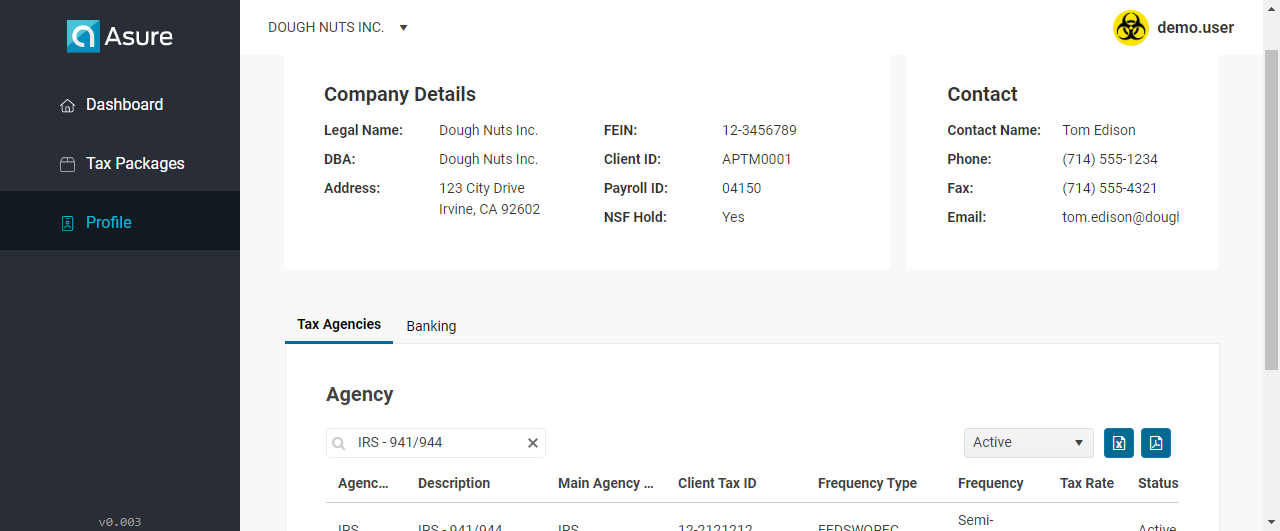 Asure
DOUGH NUTS INC.
demo.user
Dashboard
Tax Packages
Profile
v0.003
Company Details
Legal Name: Dough Nuts Inc. FEIN: 12-3456789
DBA: Dough Nuts Inc. Client ID: APTM0001
Address: 123 City Drive Payroll ID: 04150
Irvine, CA 92602 NSF Hold: Yes
Contact
Contact Name: Tom Edison
Phone: (714) 555-1234
Fax: (714) 555-4321
Email: tom.edison@dough
Tax Agencies Banking
Agency
IRS - 941/944 Active
Agenc... Description Main Agency ... Client Tax ID Frequency Type Frequency Tax Rate Status
IRS IRS - 941/944 IRS 12-2121212 FEDSWOREC Semi- Active